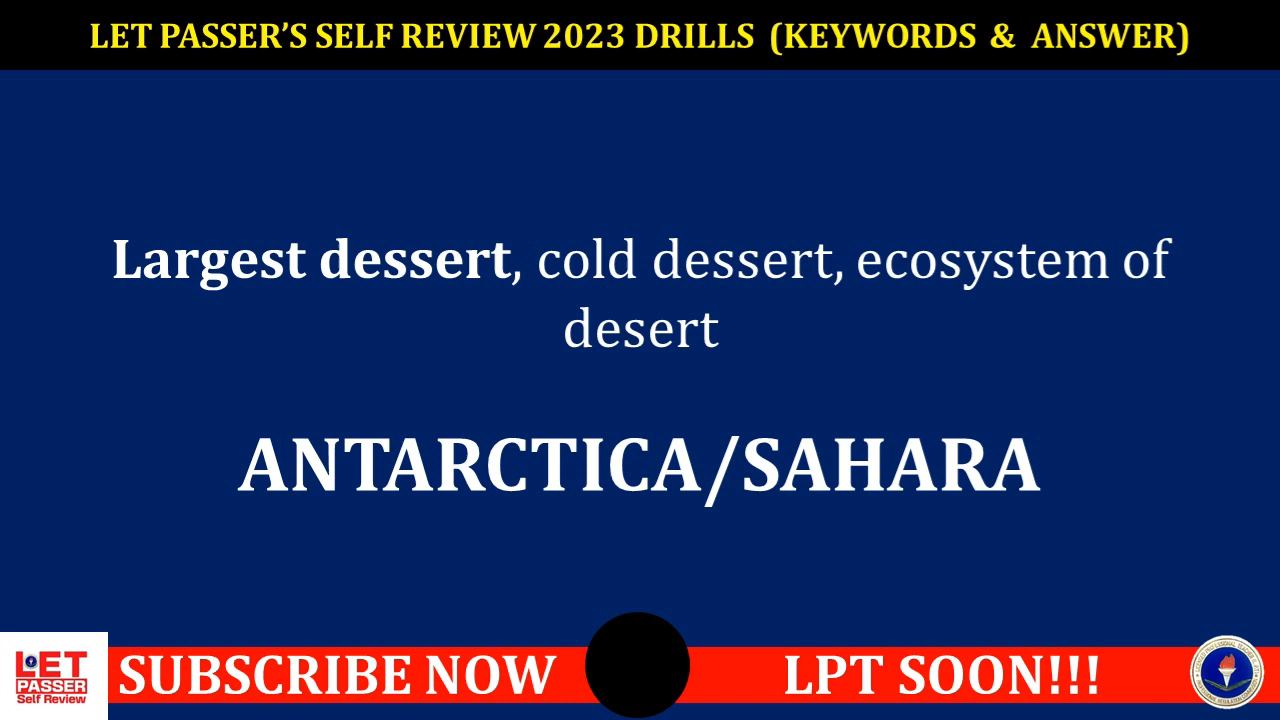 LET PASSER’S SELF REVIEW 2023 DRILLS (KEYWORDS & ANSWER)
Largest dessert, cold dessert, ecosystem of
desert
ANTARCTICA/SAHARA
LET
PASSER
Self Review
SUBSCRIBE NOW
LPT SOON!!!